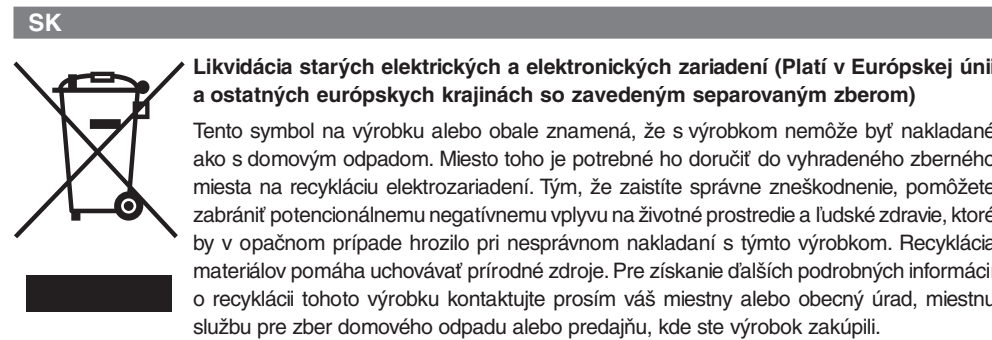 SK
Likvidácia starých elektrických a elektronických zariadení (Platí v Európskej únii
a ostatných európskych krajinách so zavedeným separovaným zberom)
Tento symbol na výrobku alebo obale znamená, že s výrobkom nemôže byť nakladané
ako s domovým odpadom. Miesto toho je potrebné ho doručiť do vyhradeného zberného
miesta na recykláciu elektrozariadení. Tým, že zaistíte správne zneškodnenie, pomôžete
zabrániť potencionálnemu negatívnemu vplyvu na životné prostredie a ľudské zdravie, ktoré
by v opačnom prípade hrozilo pri nesprávnom nakladaní s týmto výrobkom. Recyklácia
materiálov pomáha uchovávať prírodné zdroje. Pre získanie ďalších podrobných informácií
o recyklácii tohoto výrobku kontaktujte prosím váš miestny alebo obecný úrad, miestnu
službu pre zber domového odpadu alebo predajňu, kde ste výrobok zakúpili.